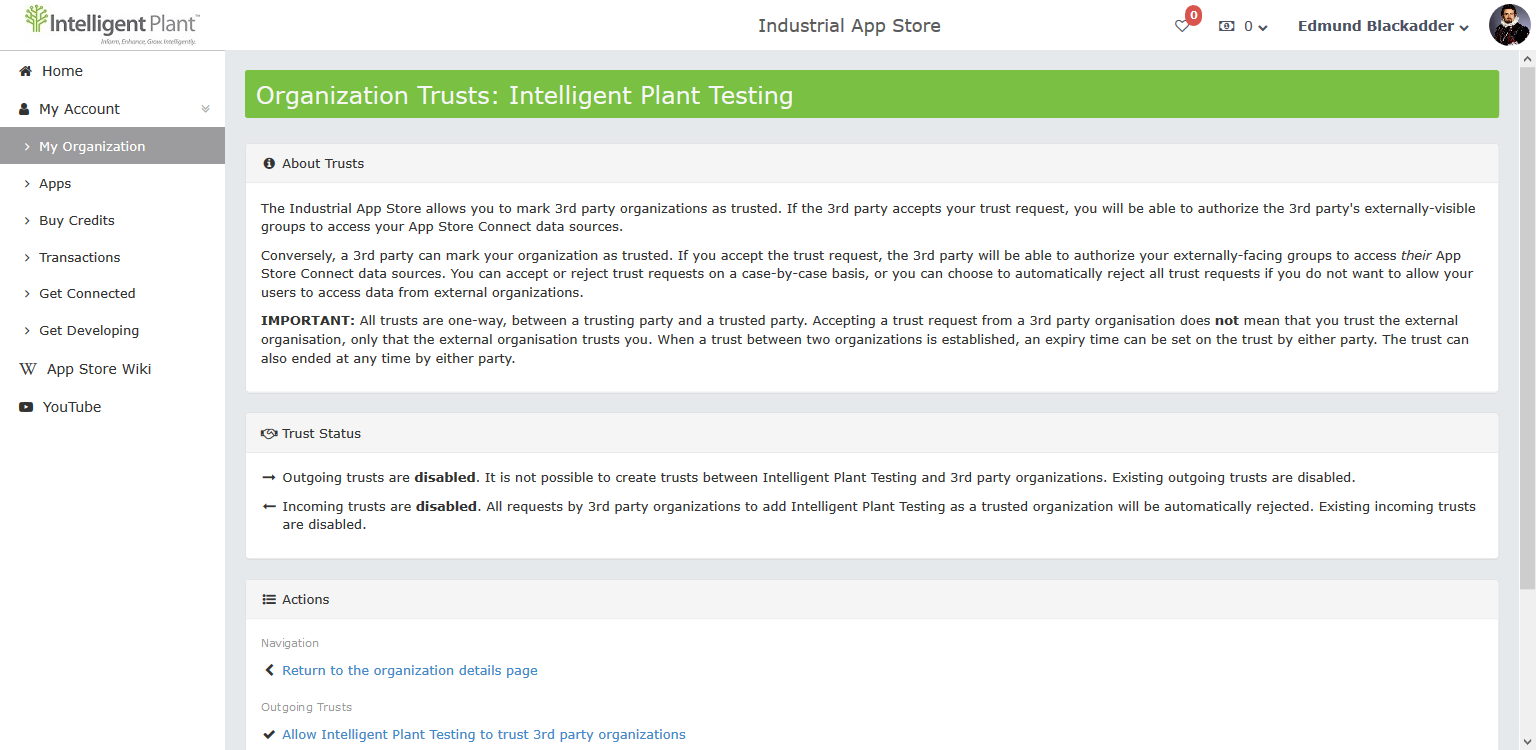 Intelligent Plant™
Inform, Enhance, Grow. Intelligently.
Industrial App Store
0
0
Edmund Blackadder
Home
My Account
My Organization
Apps
Buy Credits
Transactions
Get Connected
Get Developing
App Store Wiki
YouTube
Organization Trusts: Intelligent Plant Testing
About Trusts
The Industrial App Store allows you to mark 3rd party organizations as trusted. If the 3rd party accepts your trust request, you will be able to authorize the 3rd party's externally-visible
groups to access your App Store Connect data sources.
Conversely, a 3rd party can mark your organization as trusted. If you accept the trust request, the 3rd party will be able to authorize your externally-facing groups to access their App
Store Connect data sources. You can accept or reject trust requests on a case-by-case basis, or you can choose to automatically reject all trust requests if you do not want to allow your
users to access data from external organizations.
IMPORTANT: All trusts are one-way, between a trusting party and a trusted party. Accepting a trust request from a 3rd party organisation does not mean that you trust the external
organisation, only that the external organisation trusts you. When a trust between two organizations is established, an expiry time can be set on the trust by either party. The trust can
also ended at any time by either party.
Trust Status
Outgoing trusts are disabled. It is not possible to create trusts between Intelligent Plant Testing and 3rd party organizations. Existing outgoing trusts are disabled.
Incoming trusts are disabled. All requests by 3rd party organizations to add Intelligent Plant Testing as a trusted organization will be automatically rejected. Existing incoming trusts
are disabled.
Actions
Navigation
Return to the organization details page
Outgoing Trusts
Allow Intelligent Plant Testing to trust 3rd party organizations